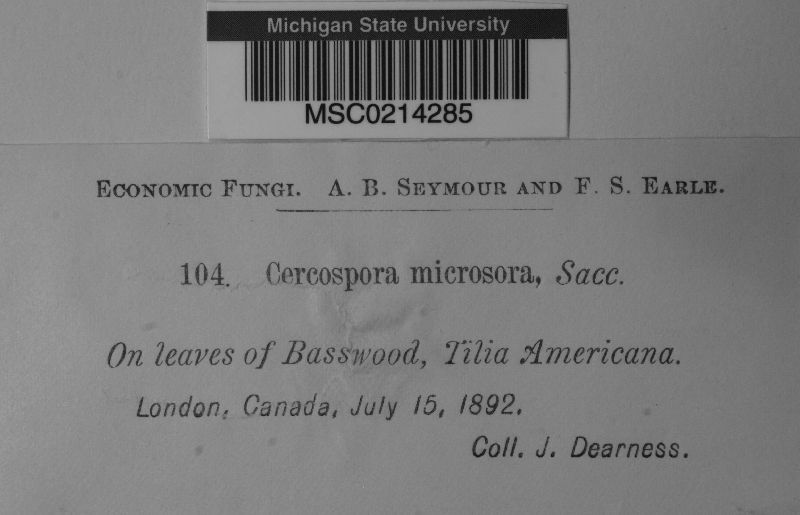 Michigan State University
MSC0214285
Economic Fungi. A. B. Seymour and F. S. Earle.
104. Cercospora microsora, Sacc.
On leaves of Basswood, Tilia Americana.
London, Canada, July 15, 1892.
Coll. J. Dearness.